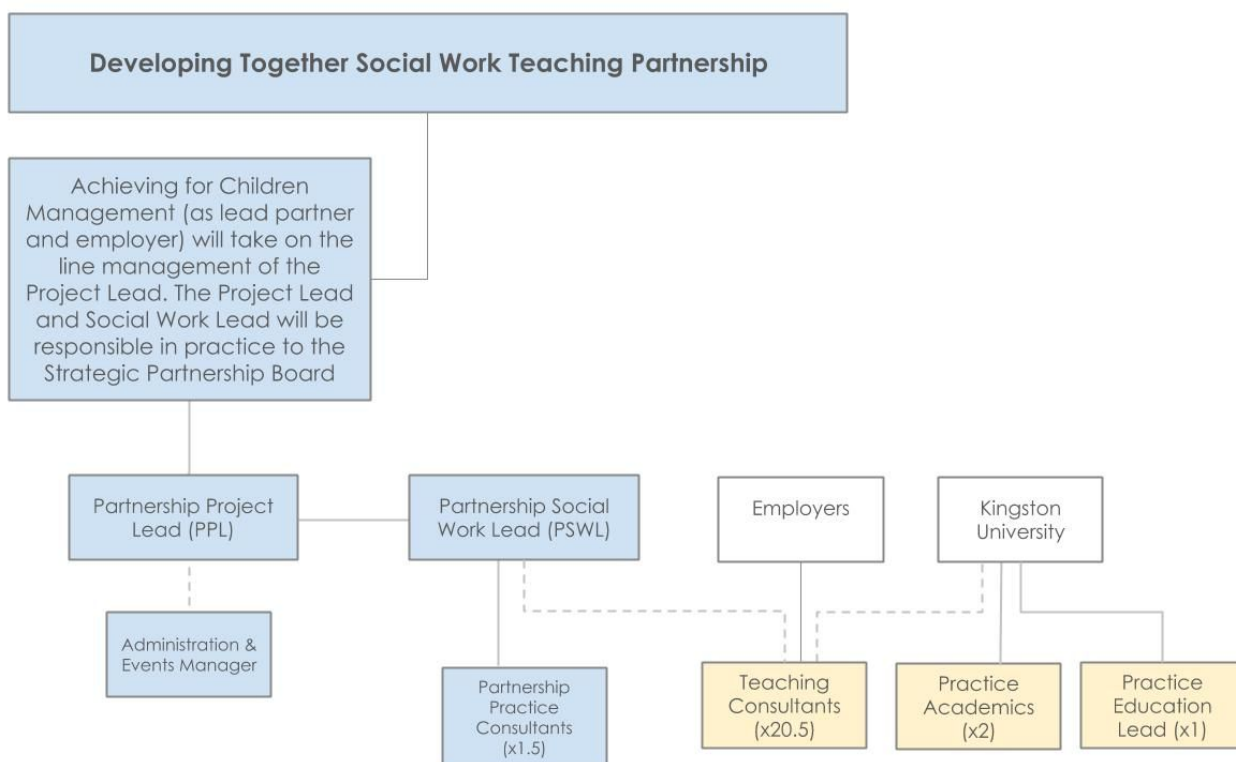 Developing Together Social Work Teaching Partnership
Achieving for Children
Management (as lead partner
and employer) will take on the
line management of the
Project Lead. The Project Lead
and Social Work Lead will be
responsible in practice to the
Strategic Partnership Board
Partnership Project
Lead (PPL)
Partnership Social
Work Lead (PSWL)
Employers
Kingston
University
Administration &
Events Manager
Partnership
Practice
Consultants
(x1.5)
Teaching
Consultants
(x20.5)
Practice
Academics
(x2)
Practice
Education
Lead (x1)